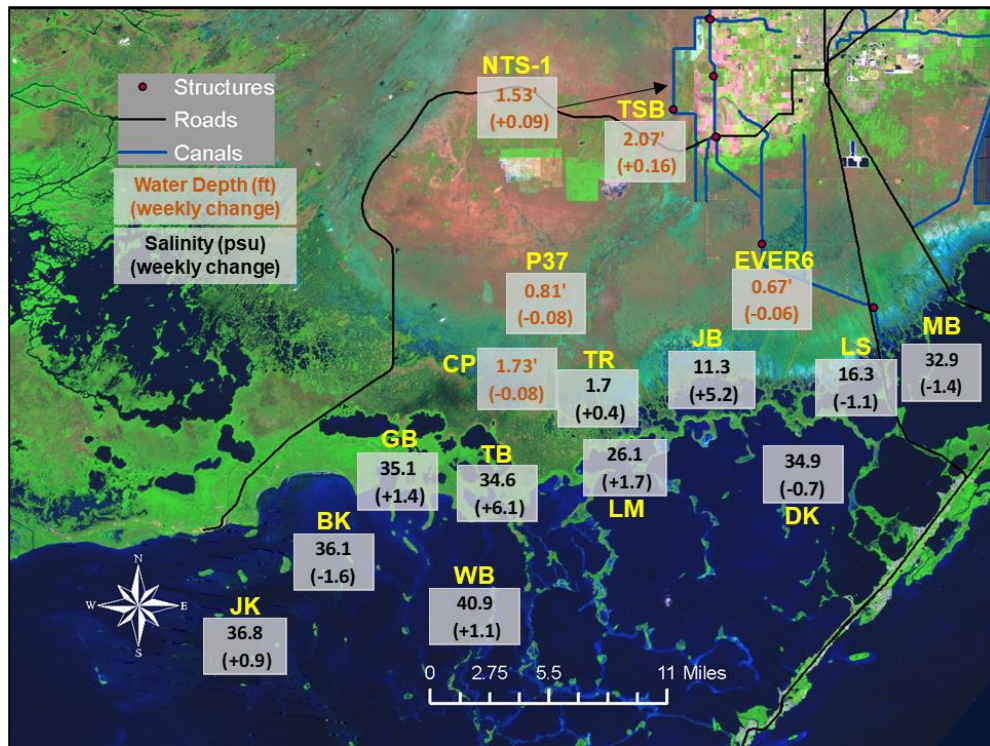 NTS-1
1.53'
(+0.09)
TSB
2.07'
(+0.16)
Structures
Roads
Canals
Water Depth (ft)
(weekly change)
Salinity (psu)
(weekly change)
P37
0.81'
(-0.08)
EVER6
0.67'
(-0.06)
CP
1.73'
(-0.08)
TR
1.7
(+0.4)
JB
11.3
(+5.2)
LS
16.3
(-1.1)
MB
32.9
(-1.4)
GB
35.1
(+1.4)
TB
34.6
(+6.1)
26.1
(+1.7)
LM
34.9
(-0.7)
DK
BK
36.1
(-1.6)
WB
40.9
(+1.1)
JK
36.8
(+0.9)
N
W E
S
0 2.75 5.5 11 Miles